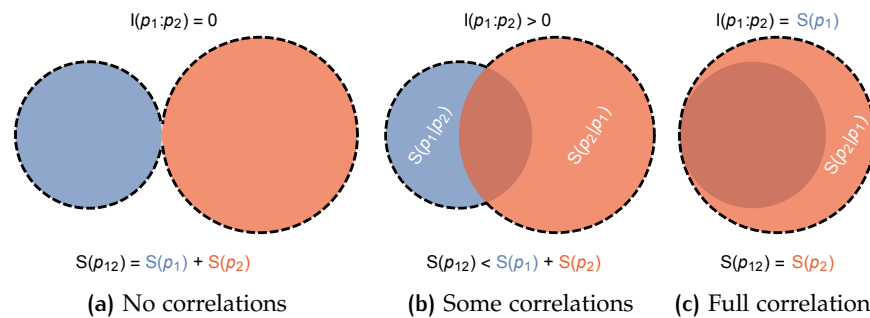 I(p₁:p₂) = 0
I(p₁:p₂) > 0
I(p₁:p₂) = S(p₁)
S(p₁|p₂)
S(p₂|p₁)
S(p₂|p₁)
S(p₁₂) = S(p₁) + S(p₂)
S(p₁₂) < S(p₁) + S(p₂)
S(p₁₂) = S(p₂)
(a) No correlations
(b) Some correlations
(c) Full correlation